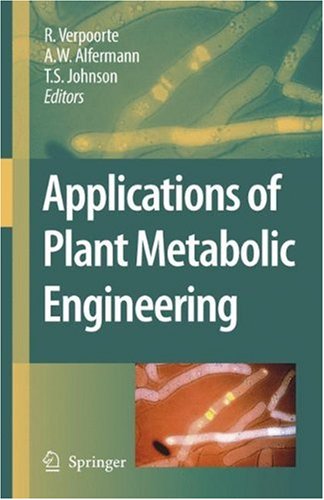 R. Verpoorte
A.W. Alfermann
T.S. Johnson
Editors
Applications of
Plant Metabolic
Engineering
Springer